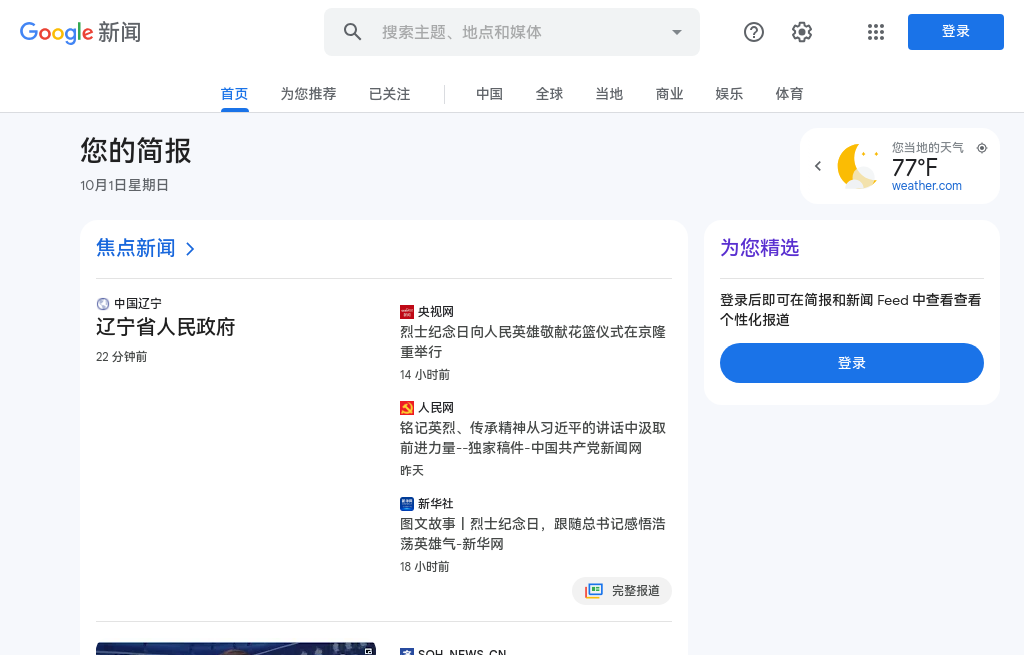 Google 新闻
搜索主题、地点和媒体
登录
首页 为您推荐 已关注 中国 全球 当地 商业 娱乐 体育
您的简报
10月1日星期日
您当地的天气
77°F
weather.com
焦点新闻
中国辽宁
辽宁省人民政府
22 分钟前
央视网
烈士纪念日向人民英雄敬献花篮仪式在京隆
重举行
14 小时前
人民网
铭记英烈、传承精神从习近平的讲话中汲取
前进力量--独家稿件-中国共产党新闻网
昨天
新华社
图文故事丨烈士纪念日，跟随总书记感悟浩
荡英雄气-新华网
18 小时前
完整报道
SOH_NEWS_CN
为您精选
登录后即可在简报和新闻 Feed 中查看查看
个性化报道
登录